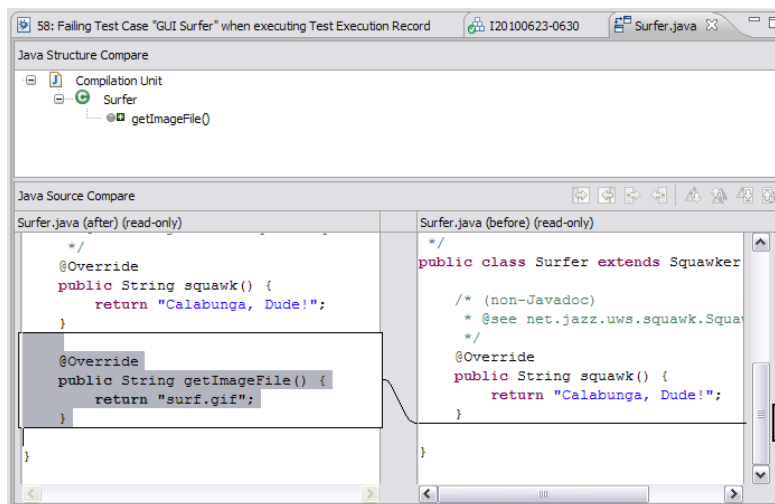 58: Failing Test Case "GUI Surfer" when executing Test Execution Record
I20100623-0630
Surfer.java
Java Structure Compare
Compilation Unit
Surfer
getImageFile()
Java Source Compare
Surfer.java (after) (read-only)
*/
@Override
public String squawk() {
return "Calabunga, Dude!";
}
@Override
public String getImageFile() {
return "surf.gif";
}
}
Surfer.java (before) (read-only)
*/
public class Surfer extends Squawker
/* (non-Javadoc)
* @see net.jazz.uws.squawk.Squa
*/
@Override
public String squawk() {
return "Calabunga, Dude!";
}
}